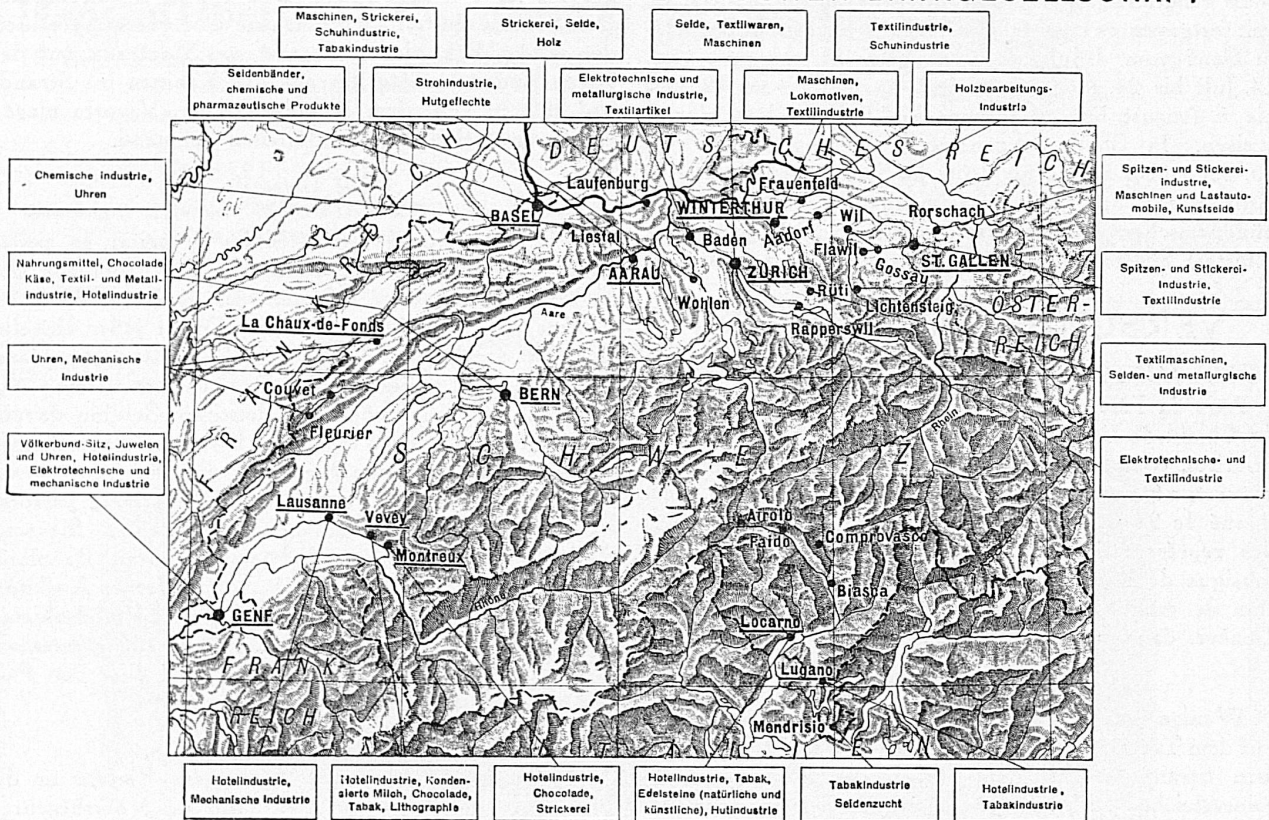 Maschinen, Strickerei,
Schuhindustrie,
Tabakindustrie
Strickerei, Seide,
Holz
Seide, Textilwaren,
Maschinen
Textilindustrie,
Schuhindustrie
Seidenbänder,
chemische und
pharmazeutische Produkte
Strohindustrie,
Hutgeflechte
Elektrotechnische und
metallurgische Industrie,
Textilartikel
Maschinen,
Lokomotiven,
Textilindustrie
Holzbearbeitungs-
Industrie
Chemische Industrie,
Uhren
Nahrungsmittel, Chocolade
Käse, Textil- und Metall-
industrie, Hotelindustrie
Uhren, Mechanische
Industrie
Völkerbund-Sitz, Juwelen
und Uhren, Hotelindustrie,
Elektrotechnische und
mechanische Industrie
DEUTSCHES REICH
FRANKREICH
Laufenburg
Frauenfeld
BASEL
WINTERTHUR
Wil
Rorschach
Liestal
Baden
Aadorf
Flawil
ST. GALLEN
AARAU
ZÜRICH
Gossau
Wohlen
Rüti
Lichtensteig
ÖSTER-
REICH
Aare
Rapperswil
La Chaux-de-Fonds
Couvet
BERN
Fleurier
Rhein
SCHWEIZ
Lausanne
Vevey
Montreux
Airolo
Faido
Comprovasco
Rhône
Biasca
GENF
Locarno
FRANK-
REICH
Lugano
Mendrisio
ITALIEN
Spitzen- und Stickerei-
industrie,
Maschinen und Lastauto-
mobile, Kunstseide
Spitzen- und Stickerei-
Industrie,
Textilindustrie
Textilmaschinen,
Seiden- und metallurgische
Industrie
Elektrotechnische- und
Textilindustrie
Hotelindustrie,
Mechanische Industrie
Hotelindustrie, Konden-
sierte Milch, Chocolade,
Tabak, Lithographie
Hotelindustrie,
Chocolade,
Strickerei
Hotelindustrie, Tabak,
Edelsteine (natürliche und
künstliche), Hutindustrie
Tabakindustrie
Seidenzucht
Hotelindustrie,
Tabakindustrie